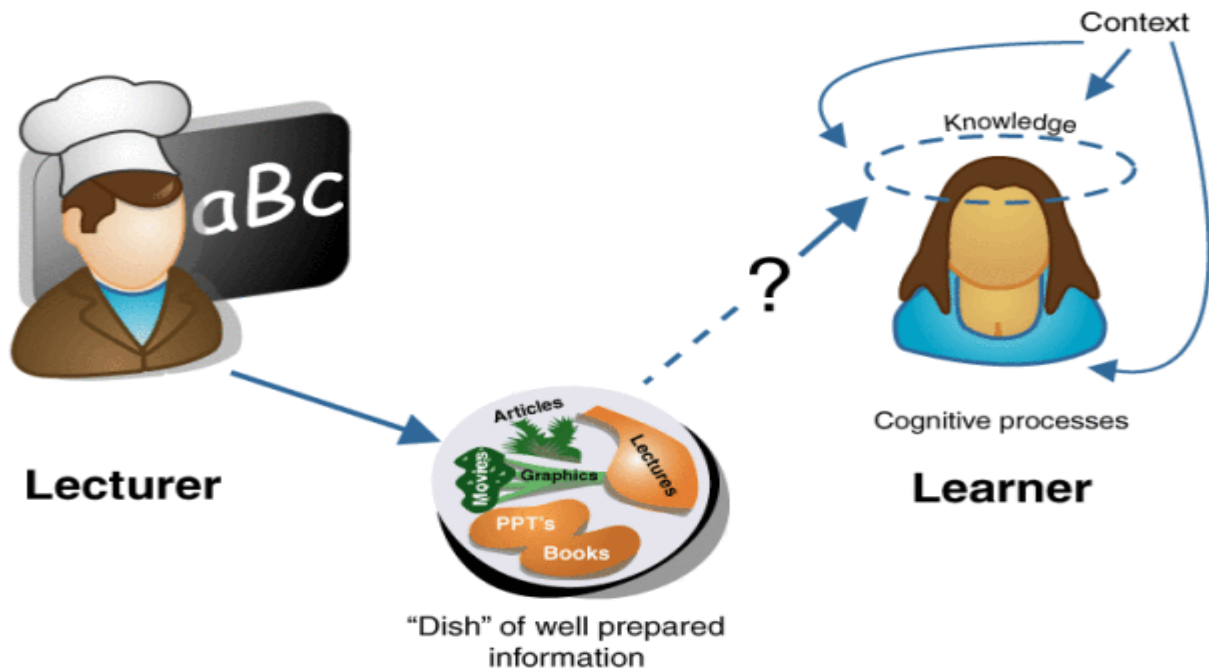 Context
Knowledge
aBc
?
Articles
Movies
Graphics
Lectures
PPT's
Books
Cognitive processes
Lecturer
Learner
“Dish” of well prepared
information